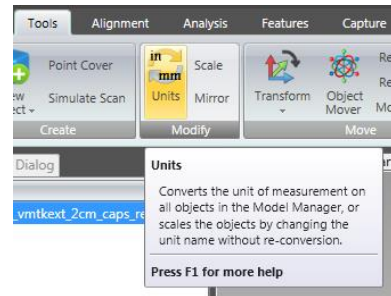 Tools Alignment Analysis Features Capture
in
mm
Point Cover
Simulate Scan
Units
Scale
Mirror
Transform
Object
Mover
Create Modify Move
Dialog
_vmtkext_2cm_caps_re
Units
Converts the unit of measurement on
all objects in the Model Manager, or
scales the objects by changing the
unit name without re-conversion.
Press F1 for more help